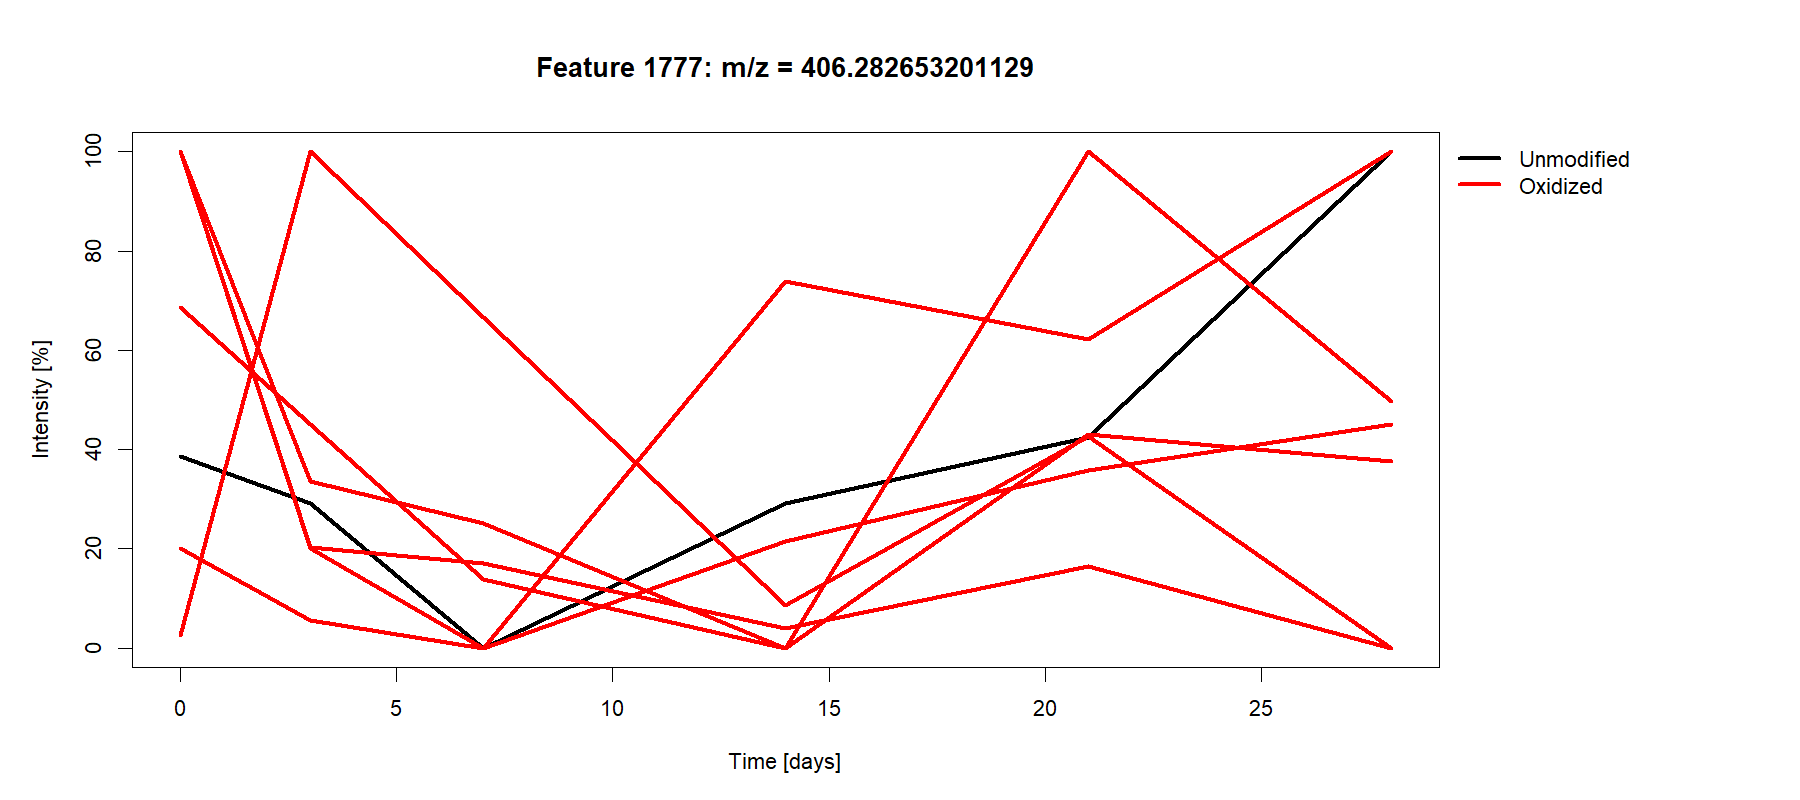 Feature 1777: m/z = 406.282653201129
Unmodified
Oxidized
Intensity [%]
100
80
60
40
20
0
0 5 10 15 20 25
Time [days]